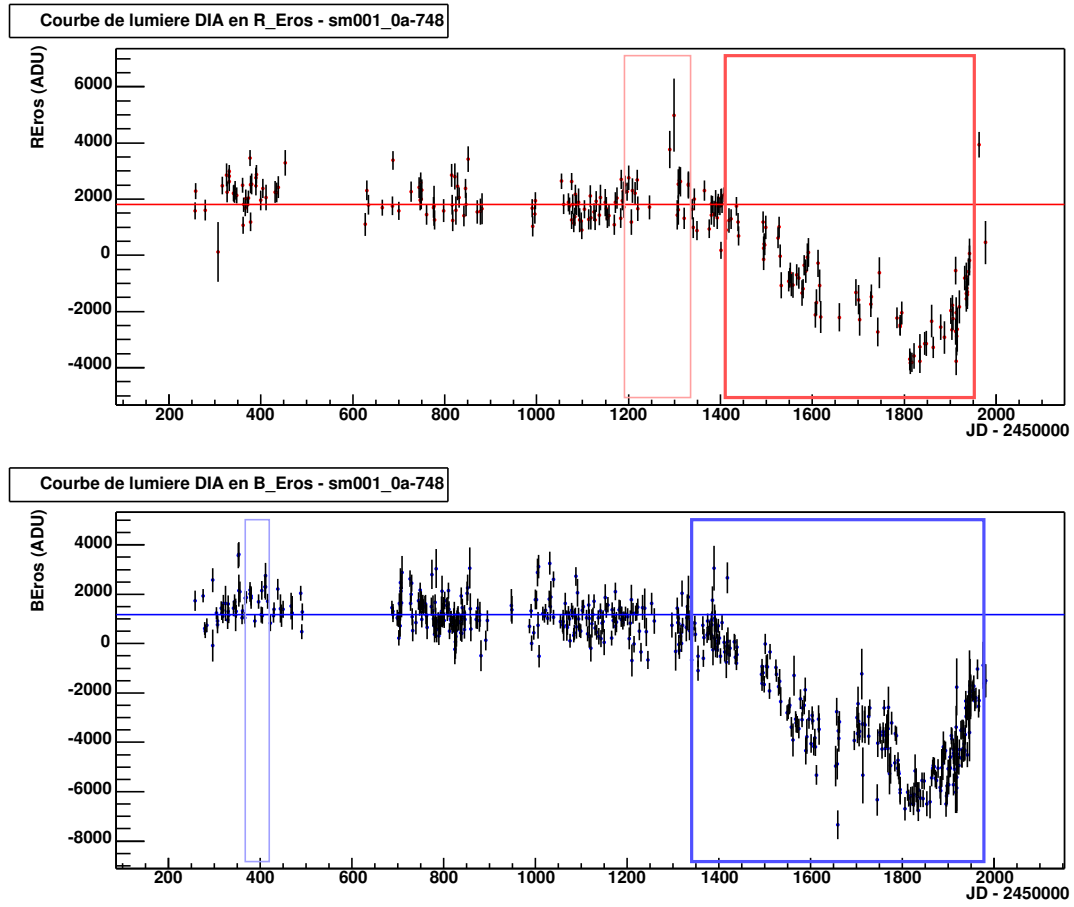 Courbe de lumiere DIA en R_Eros - sm001_0a-748
REros (ADU)
6000
4000
2000
0
-2000
-4000
200 400 600 800 1000 1200 1400 1600 1800 2000
JD - 2450000
Courbe de lumiere DIA en B_Eros - sm001_0a-748
BEros (ADU)
4000
2000
0
-2000
-4000
-6000
-8000
200 400 600 800 1000 1200 1400 1600 1800 2000
JD - 2450000